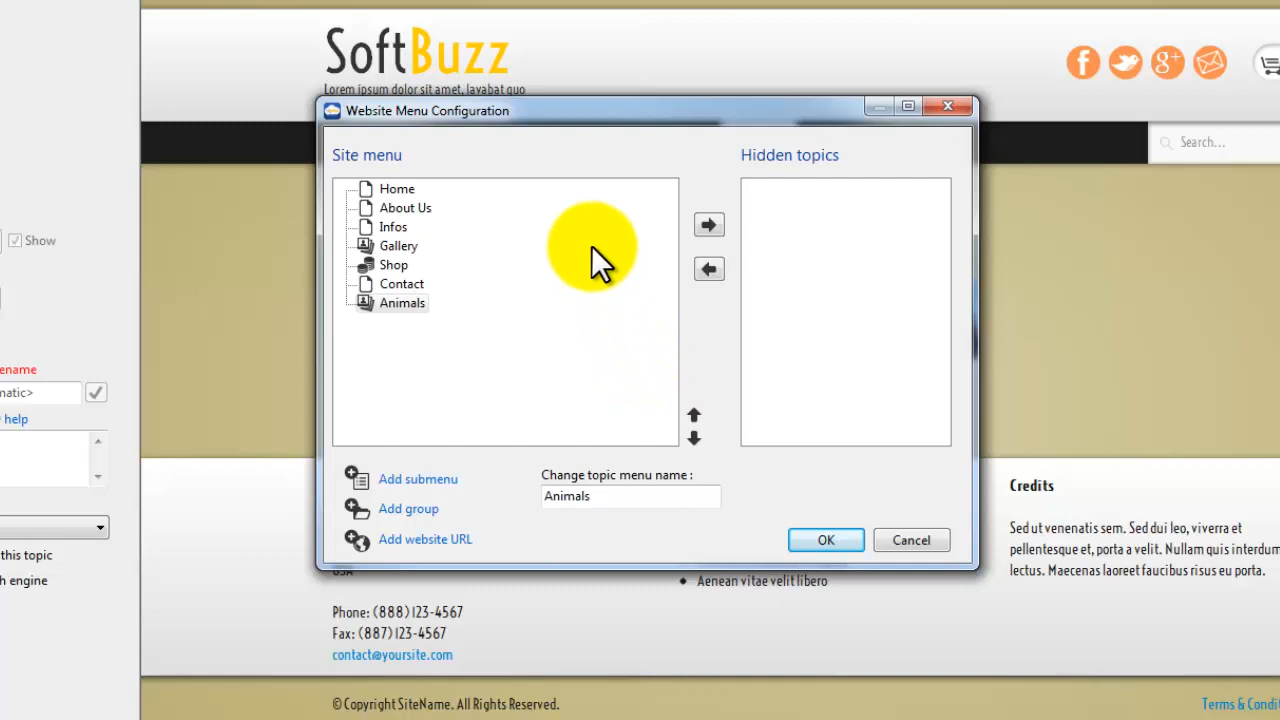 SoftBuzz
Lorem ipsum dolor sit amet, lavabat quo
Website Menu Configuration
Site menu
Hidden topics
Search...
Home
About Us
Infos
Gallery
Shop
Contact
Animals
Show
ename
matic>
help
this topic
h engine
Change topic menu name :
Animals
Add submenu
Add group
Add website URL
OK
Cancel
Credits
Sed ut venenatis sem. Sed diu leo, viverra et
pellentesque et, porta a velit. Nullam quis interdum
lectus. Maecenas laoreet faucibus risus eu porta.
USA
Aenean vitae velit libero
Phone: (888)123-4567
Fax: (887)123-4567
contact@yoursite.com
© Copyright SiteName. All Rights Reserved.
Terms & Condi